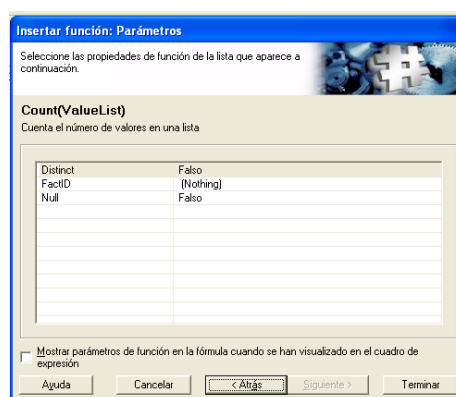 Insertar función: Parámetros
Seleccione las propiedades de función de la lista que aparece a
continuación.
Count(ValueList)
Cuenta el número de valores en una lista
Distinct Falso
FactID (Nothing)
Null Falso
Mostrar parámetros de función en la fórmula cuando se han visualizado en el cuadro de
expresión
Ayuda Cancelar < Atrás Siguiente > Terminar